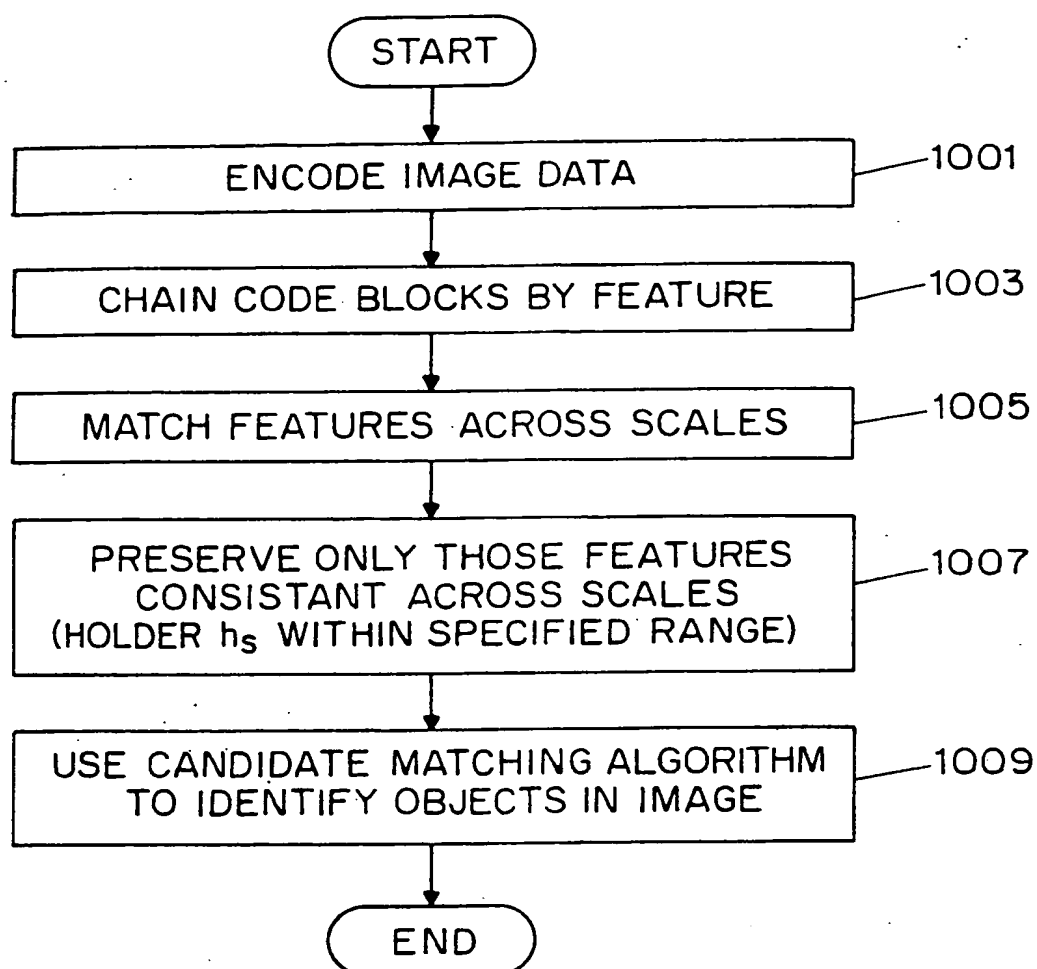 START
ENCODE IMAGE DATA
1001
CHAIN CODE BLOCKS BY FEATURE
1003
MATCH FEATURES ACROSS SCALES
1005
PRESERVE ONLY THOSE FEATURES
CONSISTANT ACROSS SCALES
(HOLDER hs WITHIN SPECIFIED RANGE)
1007
USE CANDIDATE MATCHING ALGORITHM
TO IDENTIFY OBJECTS IN IMAGE
1009
END